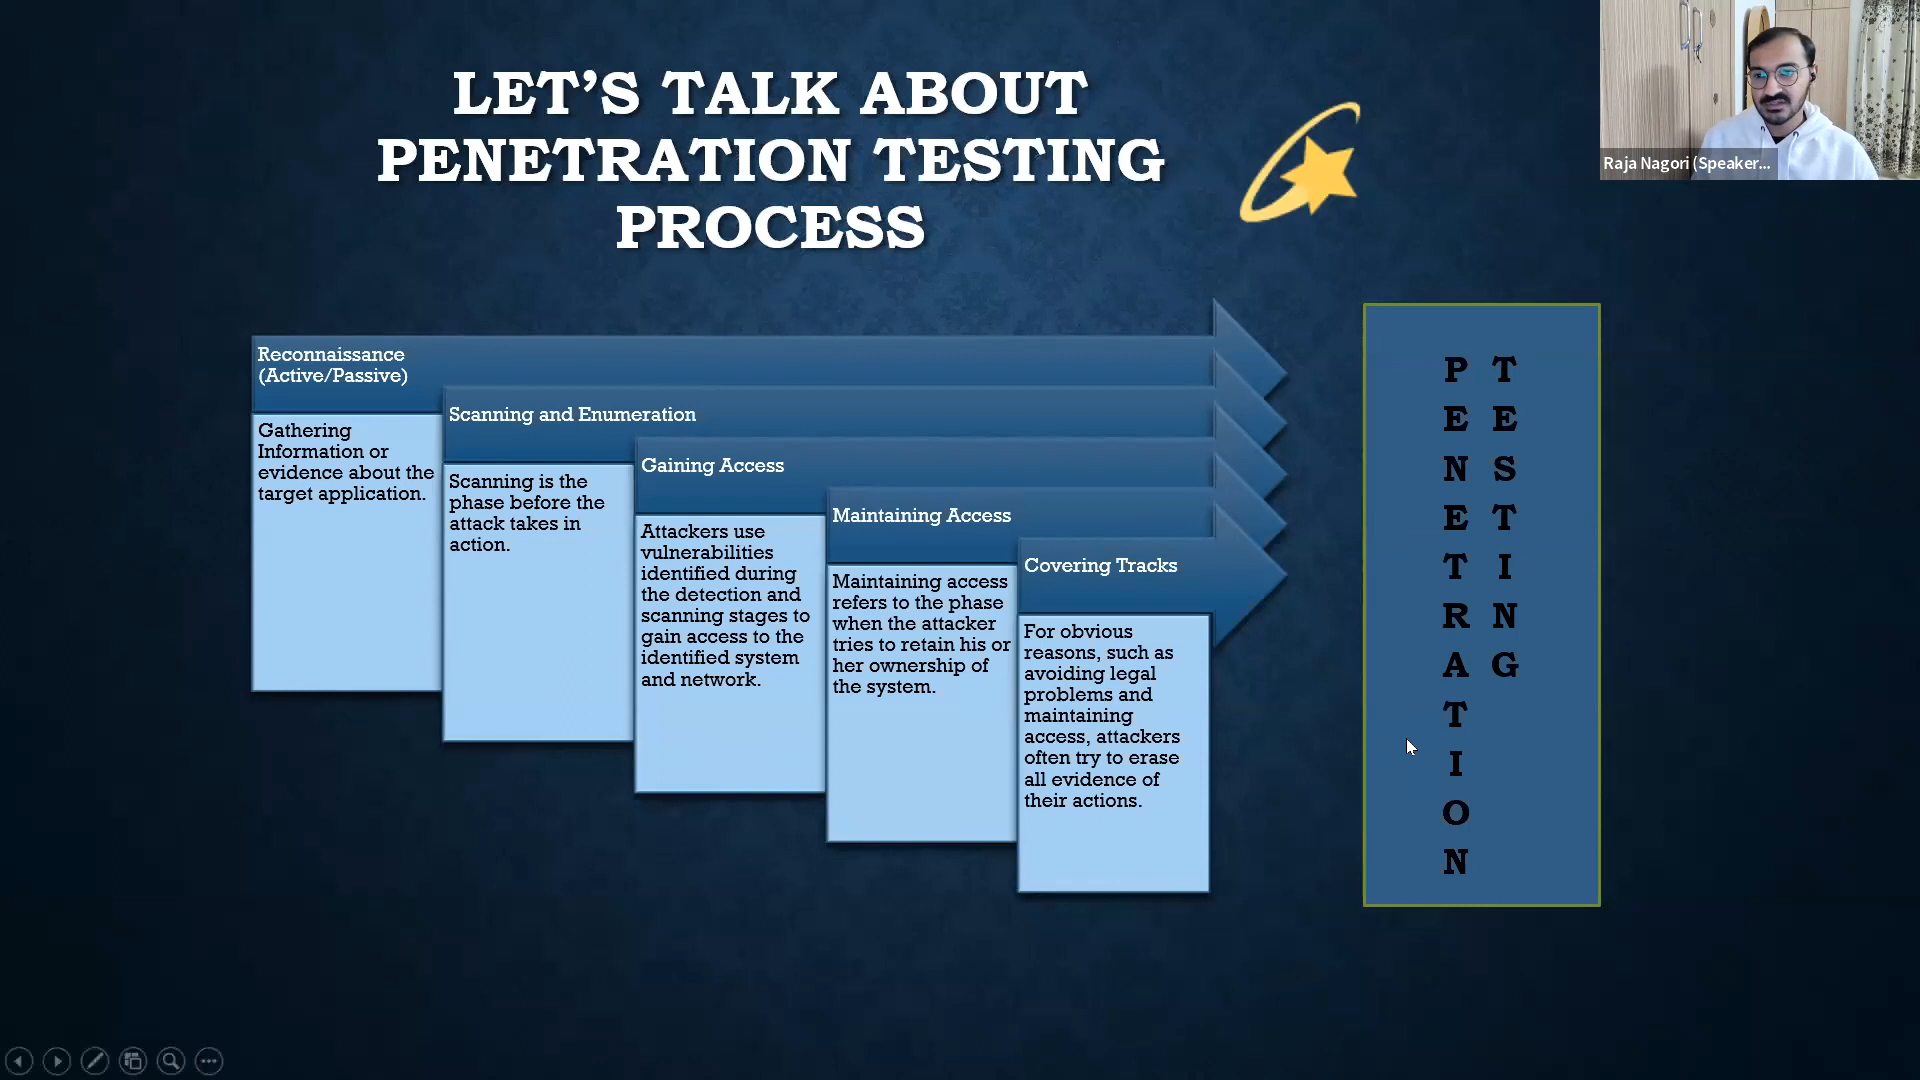 LET’S TALK ABOUT
PENETRATION TESTING
PROCESS
Raja Nagori (Speaker...
Reconnaissance
(Active/Passive)
Gathering
Information or
evidence about the
target application.
Scanning and Enumeration
Scanning is the
phase before the
attack takes in
action.
Gaining Access
Attackers use
vulnerabilities
identified during
the detection and
scanning stages to
gain access to the
identified system
and network.
Maintaining Access
Maintaining access
refers to the phase
when the attacker
tries to retain his or
her ownership of
the system.
Covering Tracks
For obvious
reasons, such as
avoiding legal
problems and
maintaining
access, attackers
often try to erase
all evidence of
their actions.
PENETRATION
TESTING